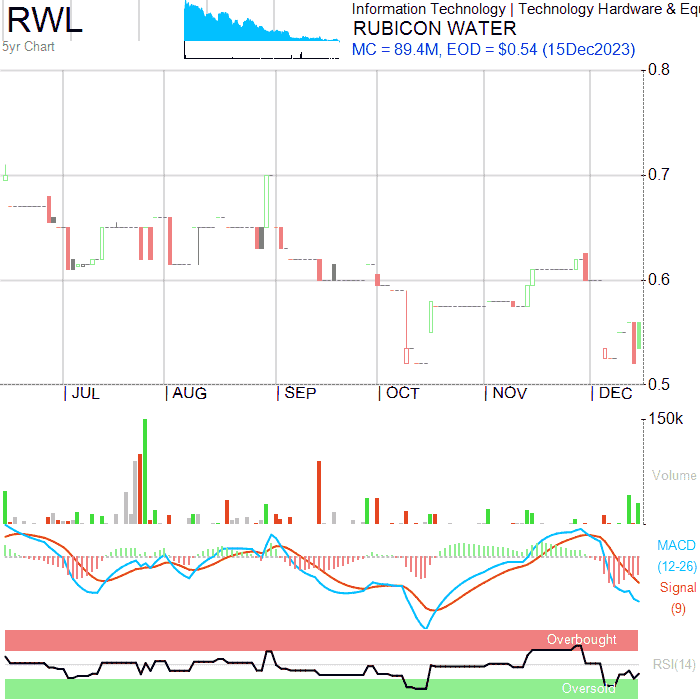 RWL
5yr Chart
Information Technology | Technology Hardware & Equ
RUBICON WATER
MC = 89.4M, EOD = $0.54 (15Dec2023)
0.8
0.7
0.6
0.5
JUL AUG SEP OCT NOV DEC
150k
Volume
MACD
(12-26)
Signal
(9)
Overbought
RSI(14)
Oversold